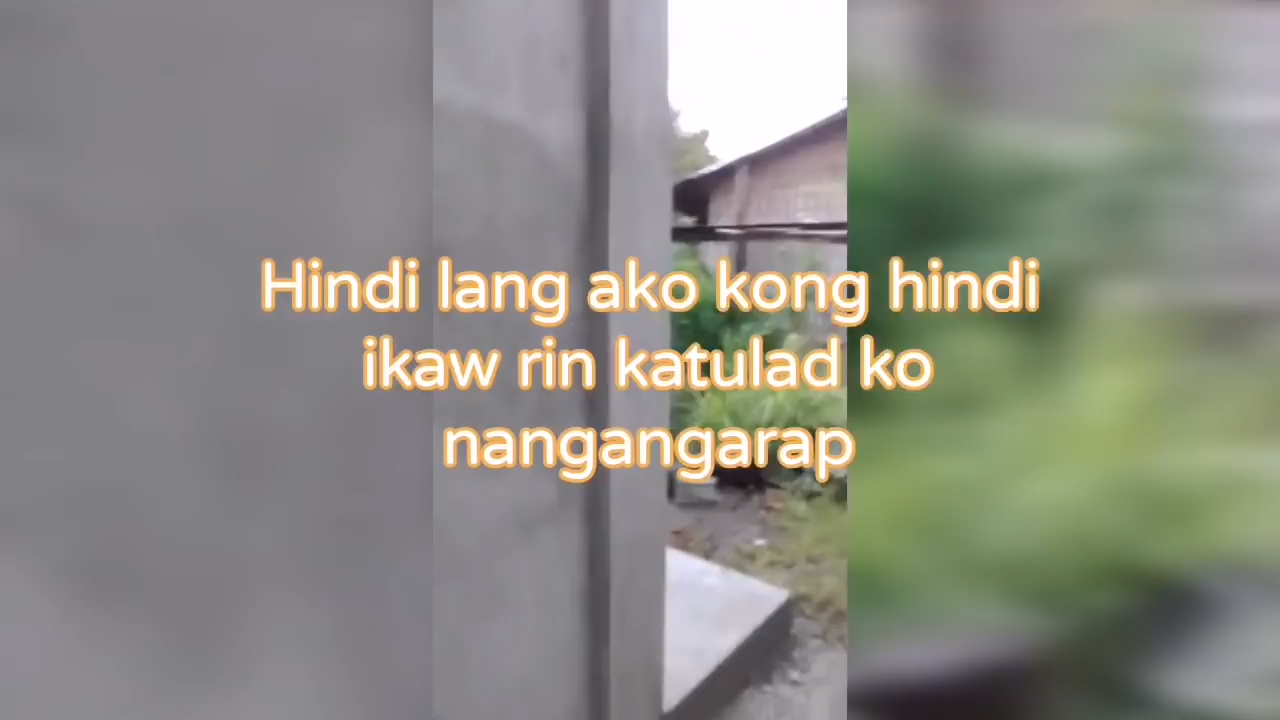 Hindi lang ako kong hindi
ikaw rin katulad ko
nangangarap